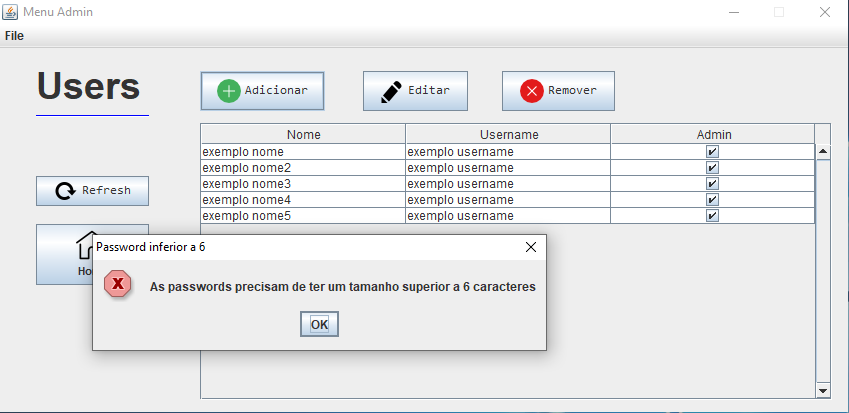 Menu Admin
File
Users
Adicionar
Editar
Remover
Nome Username Admin
exemplo nome exemplo username
exemplo nome2 exemplo username
exemplo nome3 exemplo username
exemplo nome4 exemplo username
exemplo nome5 exemplo username
Refresh
Ho
Password inferior a 6
As passwords precisam de ter um tamanho superior a 6 caracteres
OK